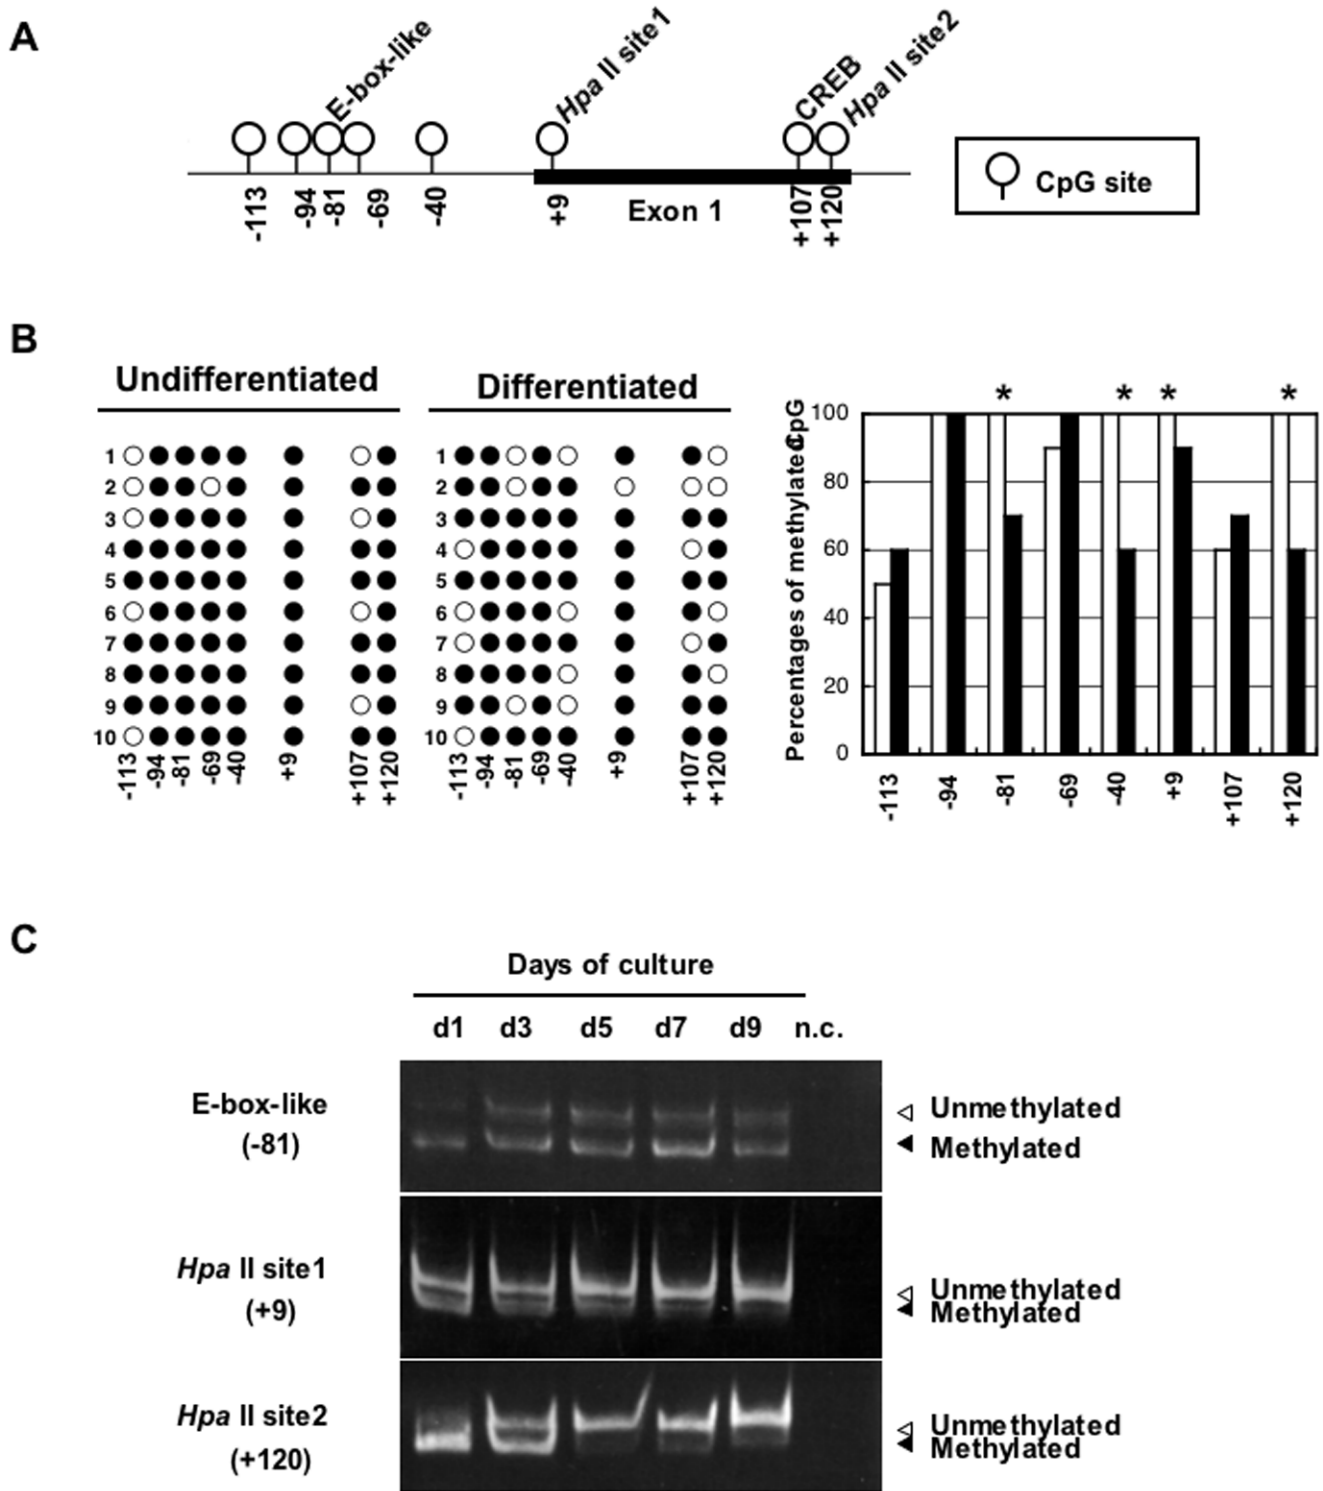 A
E-box-like
Hpa II site1
CREB
Hpa II site2
-113
-94
-81
-69
-40
+9
Exon 1
+107
+120
CpG site
B
Undifferentiated
1
2
3
4
5
6
7
8
9
10
-113
-94
-81
-69
-40
+9
+107
+120
Differentiated
1
2
3
4
5
6
7
8
9
10
-113
-94
-81
-69
-40
+9
+107
+120
Percentages of methylated CpG
* * * *
100
80
60
40
20
0
-113
-94
-81
-69
-40
+9
+107
+120
C
Days of culture
d1 d3 d5 d7 d9 n.c.
E-box-like
(-81)
Unmethylated
Methylated
Hpa II site1
(+9)
Unmethylated
Methylated
Hpa II site2
(+120)
Unmethylated
Methylated